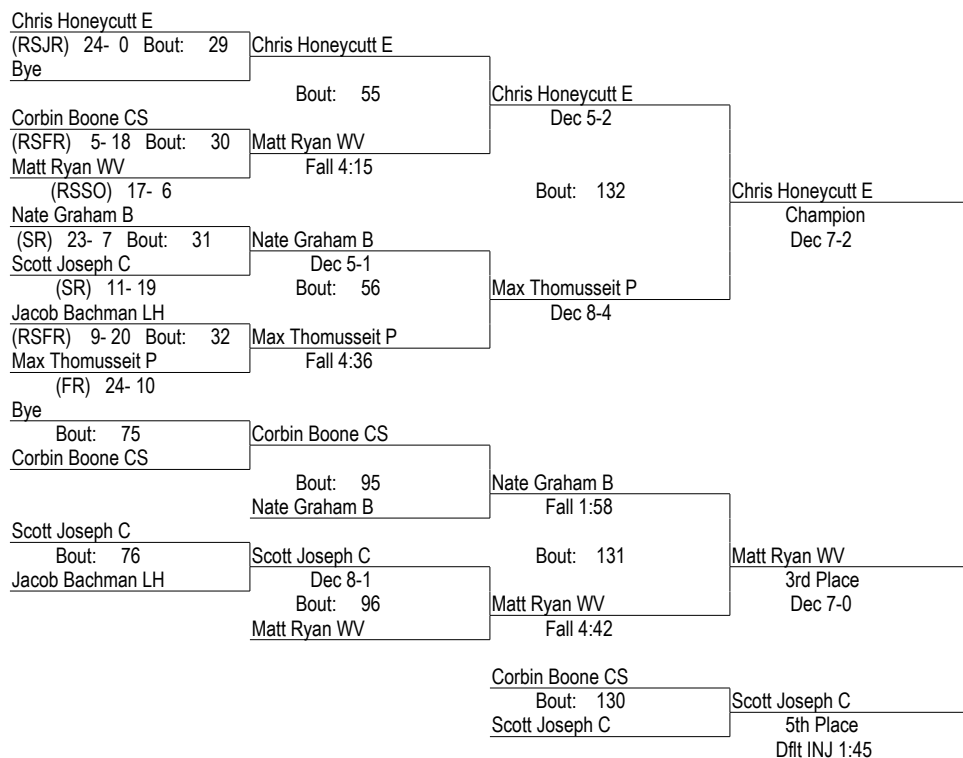 Chris Honeycutt E
(RSJR) 24- 0 Bout: 29
Chris Honeycutt E
Bye
Bout: 55
Chris Honeycutt E
Corbin Boone CS
Dec 5-2
(RSFR) 5- 18 Bout: 30
Matt Ryan WV
Matt Ryan WV
Fall 4:15
(RSSO) 17- 6
Bout: 132
Chris Honeycutt E
Nate Graham B
Champion
(SR) 23- 7 Bout: 31
Nate Graham B
Dec 7-2
Scott Joseph C
Dec 5-1
(SR) 11- 19
Bout: 56
Max Thomusseit P
Jacob Bachman LH
Dec 8-4
(RSFR) 9- 20 Bout: 32
Max Thomusseit P
Max Thomusseit P
Fall 4:36
(FR) 24- 10
Bye
Bout: 75
Corbin Boone CS
Corbin Boone CS
Bout: 95
Nate Graham B
Nate Graham B
Fall 1:58
Scott Joseph C
Bout: 76
Scott Joseph C
Bout: 131
Matt Ryan WV
Jacob Bachman LH
Dec 8-1
3rd Place
Bout: 96
Matt Ryan WV
Dec 7-0
Matt Ryan WV
Fall 4:42
Corbin Boone CS
Bout: 130
Scott Joseph C
Scott Joseph C
5th Place
Dflt INJ 1:45